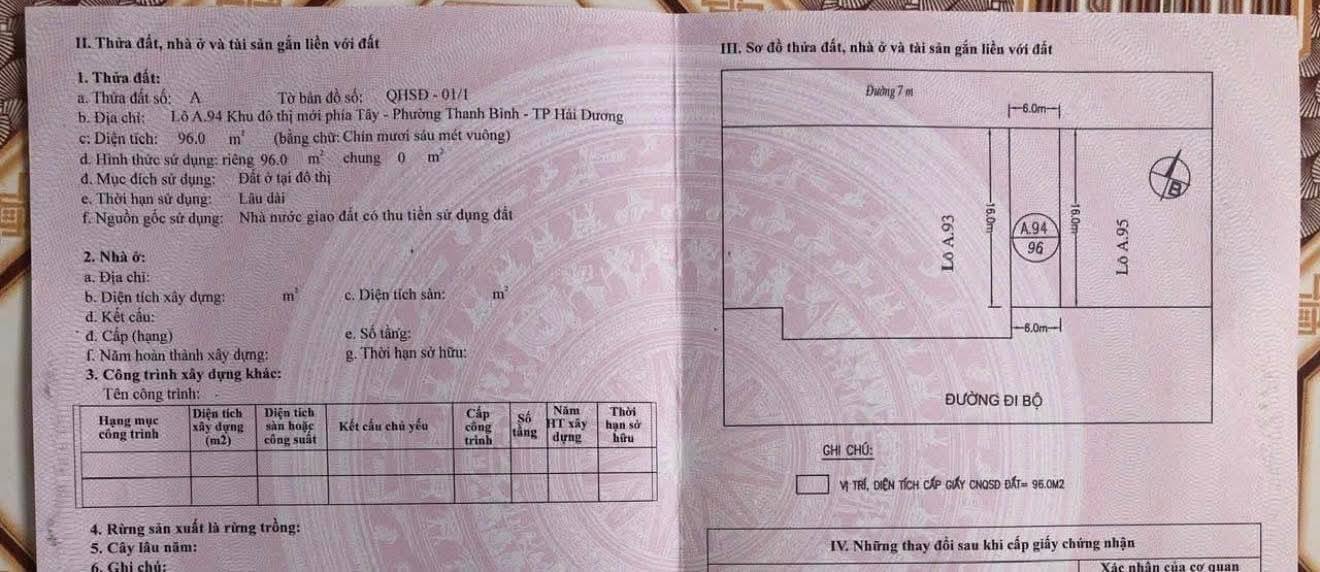 II. Thửa đất, nhà ở và tài sản gắn liền với đất
1. Thửa đất:
a. Thửa đất số: A Tờ bản đồ số: QHSD - 01/1
b. Địa chỉ: Lô A.94 Khu đô thị mới phía Tây - Phường Thanh Bình - TP Hải Dương
c: Diện tích: 96.0 m² (bằng chữ: Chín mươi sáu mét vuông)
d. Hình thức sử dụng: riêng 96.0 m² chung 0 m²
đ. Mục đích sử dụng: Đất ở tại đô thị
e. Thời hạn sử dụng: Lâu dài
f. Nguồn gốc sử dụng: Nhà nước giao đất có thu tiền sử dụng đất
2. Nhà ở:
a. Địa chỉ:
b. Diện tích xây dựng: m² c. Diện tích sàn: m²
d. Kết cấu:
đ. Cấp (hạng) e. Số tầng:
f. Năm hoàn thành xây dựng: g. Thời hạn sở hữu:
3. Công trình xây dựng khác:
Tên công trình:
Hạng mục công trình
Diện tích xây dựng (m2)
Diện tích sàn hoặc công suất
Kết cấu chủ yếu
Cấp công trình
Số tầng
Năm HT xây dựng
Thời hạn sở hữu
4. Rừng sản xuất là rừng trồng:
5. Cây lâu năm:
6. Ghi chú:
III. Sơ đồ thửa đất, nhà ở và tài sản gắn liền với đất
Đường 7 m
6.0m
B
Lô A.93
16.0m
A.94
96
16.0m
Lô A.95
6.0m
ĐƯỜNG ĐI BỘ
GHI CHÚ:
VỊ TRÍ, DIỆN TÍCH CẤP GIẤY CNQSD ĐẤT= 96.0M2
IV. Những thay đổi sau khi cấp giấy chứng nhận
Xác nhận của cơ quan